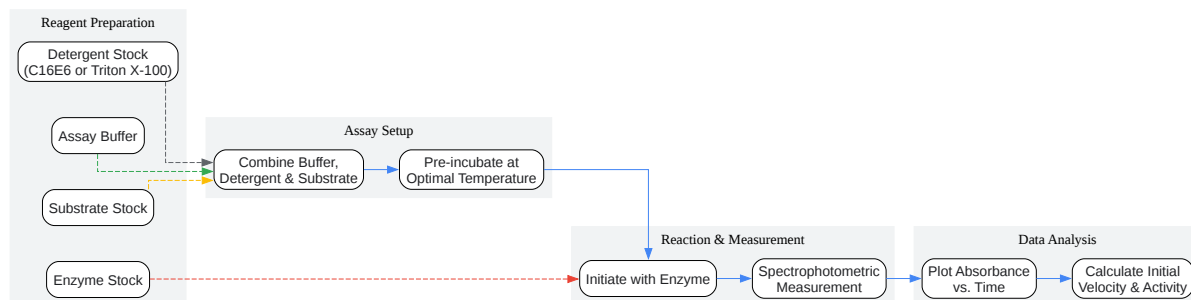 Reagent Preparation
Detergent Stock
(C16E6 or Triton X-100)
Assay Buffer
Substrate Stock
Enzyme Stock
Assay Setup
Combine Buffer,
Detergent & Substrate
Pre-incubate at
Optimal Temperature
Reaction & Measurement
Initiate with Enzyme
Spectrophotometric
Measurement
Data Analysis
Plot Absorbance
vs. Time
Calculate Initial
Velocity & Activity